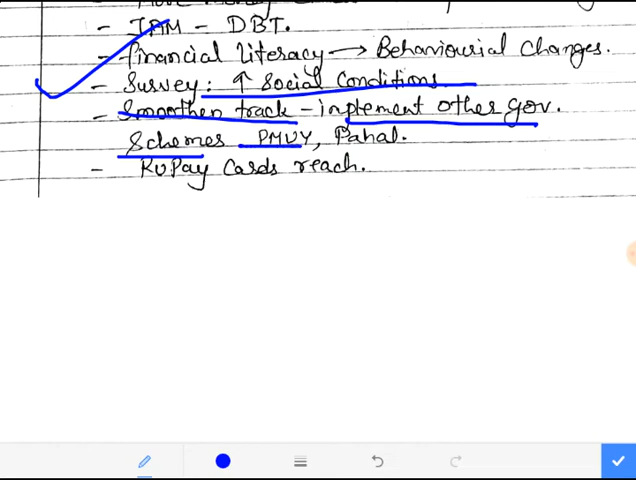 - JAM - DBT.
- Financial Literacy → Behaviourial Changes.
- Survey: ↑ Social Conditions
- Smoothen track - implement other gov.
Schemes PMUY, Pahal.
- RuPay Cards reach.